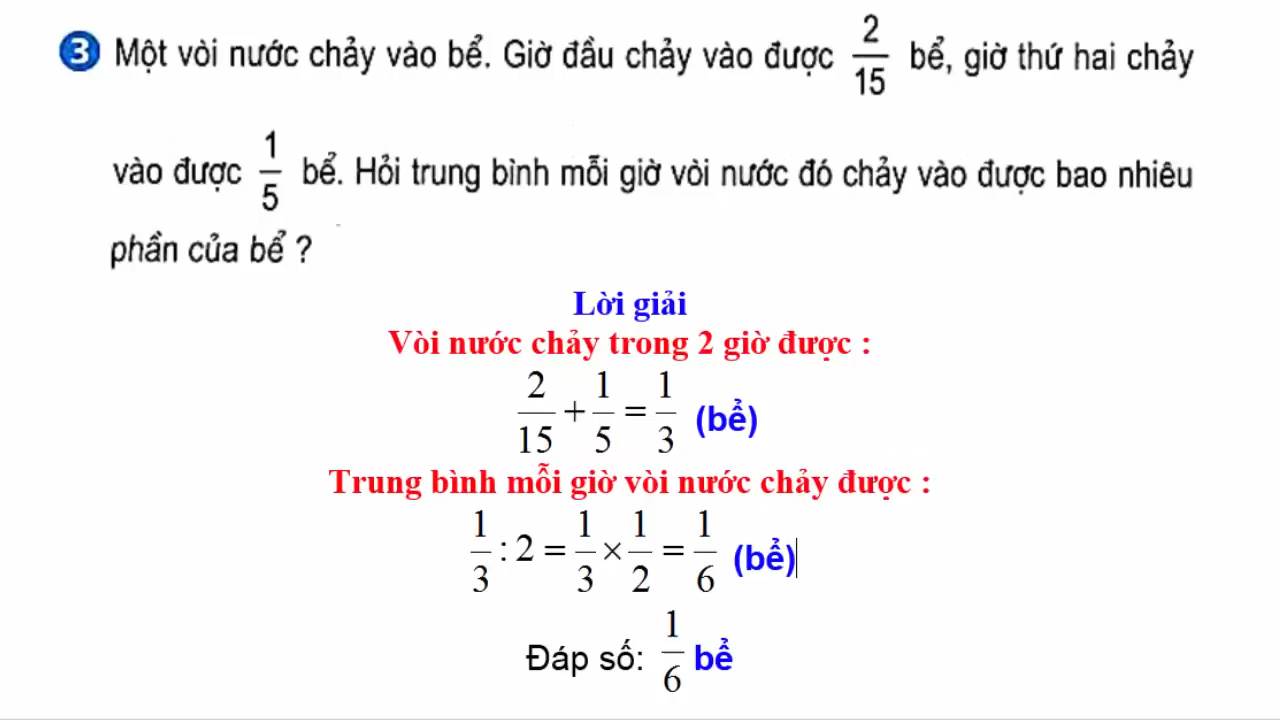 3 Một vòi nước chảy vào bể. Giờ đầu chảy vào được 2/15 bể, giờ thứ hai chảy
vào được 1/5 bể. Hỏi trung bình mỗi giờ vòi nước đó chảy vào được bao nhiêu
phần của bể ?
Lời giải
Vòi nước chảy trong 2 giờ được :
2/15 + 1/5 = 1/3 (bể)
Trung bình mỗi giờ vòi nước chảy được :
1/3 : 2 = 1/3 × 1/2 = 1/6 (bể)
Đáp số: 1/6 bể